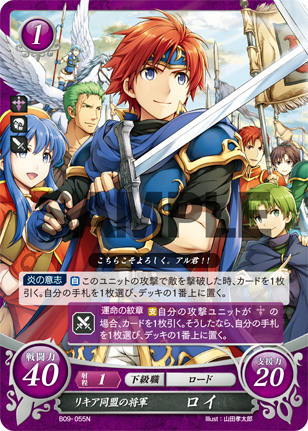 1
SAMPLE
こちらこそよろしく、アル君!!
炎の意志 自 このユニットの攻撃で敵を撃破した時、カードを1枚
引く。自分の手札を1枚選び、デッキの1番上に置く。
運命の紋章 支 自分の攻撃ユニットが
の場合、カードを1枚引く。そうしたなら、自分の手札
を1枚選び、デッキの1番上に置く。
戦闘力
40
射程 1 下級職 ロード
支援力
20
リキア同盟の将軍 ロイ
B09-055N
Illust:山田孝太郎